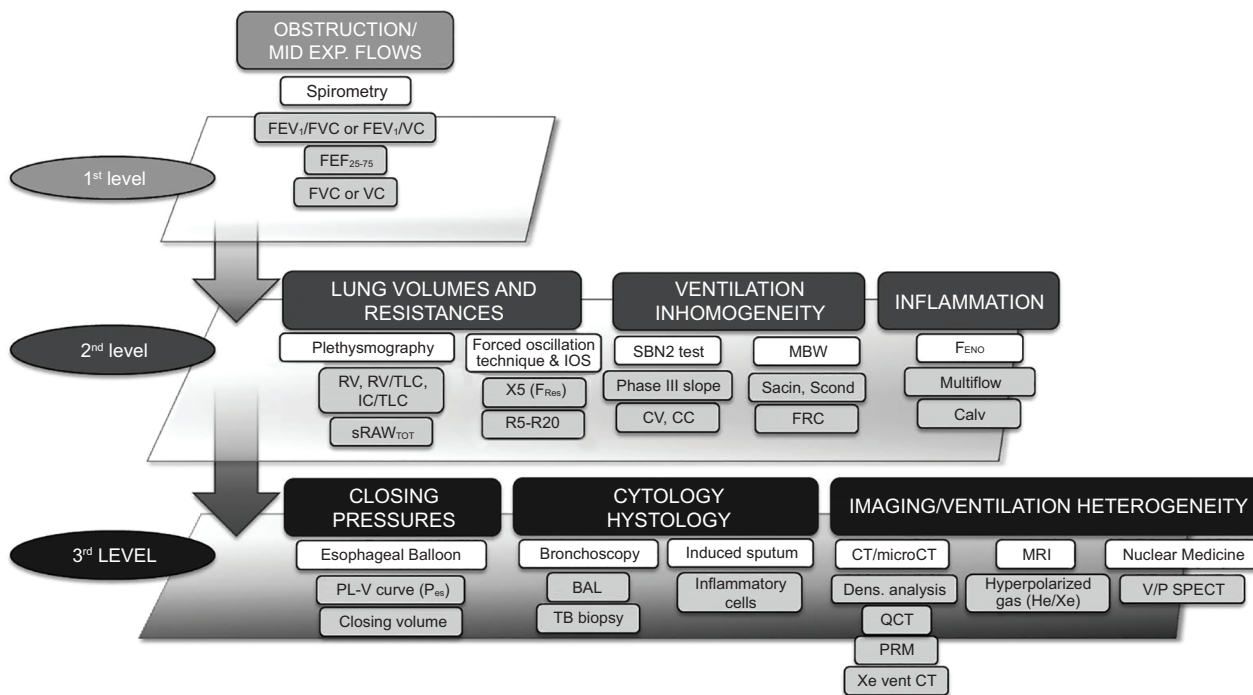 OBSTRUCTION/
MID EXP. FLOWS
Spirometry
FEV₁/FVC or FEV₁/VC
FEF₂₅₋₇₅
FVC or VC
1ˢᵗ level
LUNG VOLUMES AND
RESISTANCES
Plethysmography
RV, RV/TLC,
IC/TLC
sRAWTOT
Forced oscillation
technique & IOS
X5 (FRes)
R5-R20
VENTILATION
INHOMOGENEITY
SBN2 test
Phase III slope
CV, CC
MBW
Sacin, Scond
FRC
INFLAMMATION
FENO
Multiflow
Calv
2ⁿᵈ level
CLOSING
PRESSURES
Esophageal Balloon
PL-V curve (Pes)
Closing volume
CYTOLOGY
HYSTOLOGY
Bronchoscopy
BAL
TB biopsy
Induced sputum
Inflammatory
cells
IMAGING/VENTILATION HETEROGENEITY
CT/microCT
Dens. analysis
QCT
PRM
Xe vent CT
MRI
Hyperpolarized
gas (He/Xe)
Nuclear Medicine
V/P SPECT
3ʳᵈ LEVEL